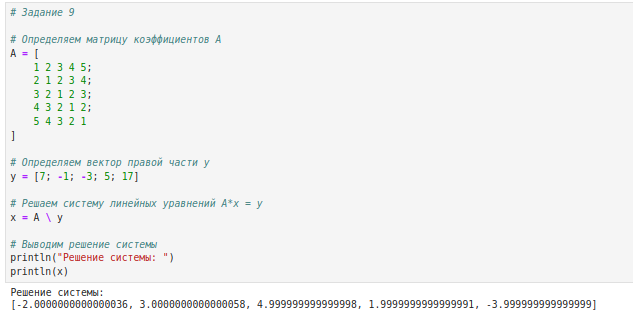 # Задание 9
# Определяем матрицу коэффициентов A
A = [
1 2 3 4 5;
2 1 2 3 4;
3 2 1 2 3;
4 3 2 1 2;
5 4 3 2 1
]
# Определяем вектор правой части y
y = [7; -1; -3; 5; 17]
# Решаем систему линейных уравнений A*x = y
x = A \ y
# Выводим решение системы
println("Решение системы: ")
println(x)
Решение системы:
[-2.0000000000000036, 3.0000000000000058, 4.999999999999998, 1.9999999999999991, -3.999999999999999]